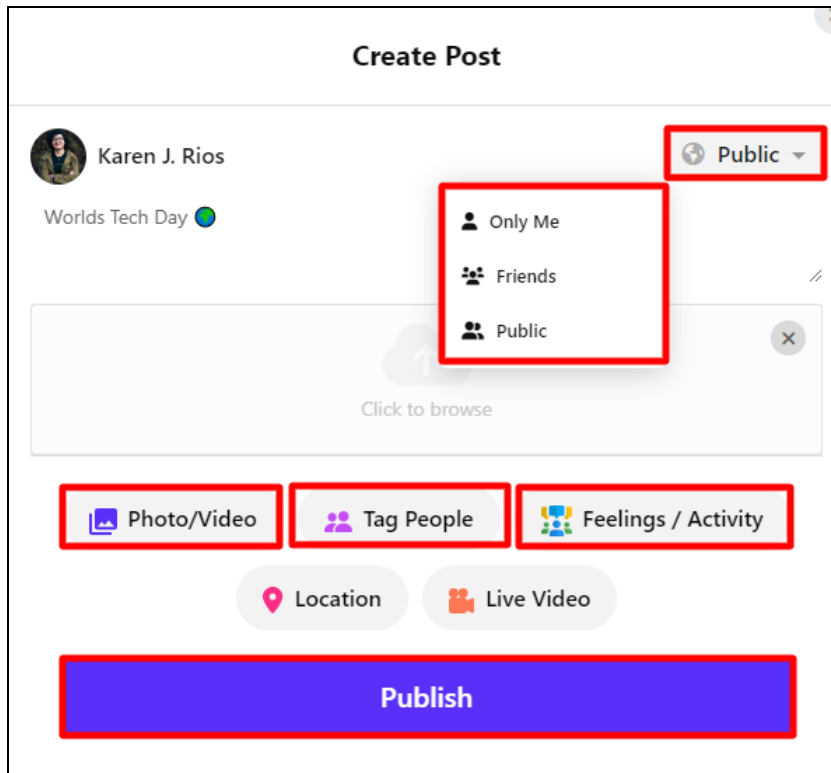 Create Post
Karen J. Rios
Public
Worlds Tech Day 🌍
Only Me
Friends
Public
Click to browse
Photo/Video
Tag People
Feelings / Activity
Location
Live Video
Publish